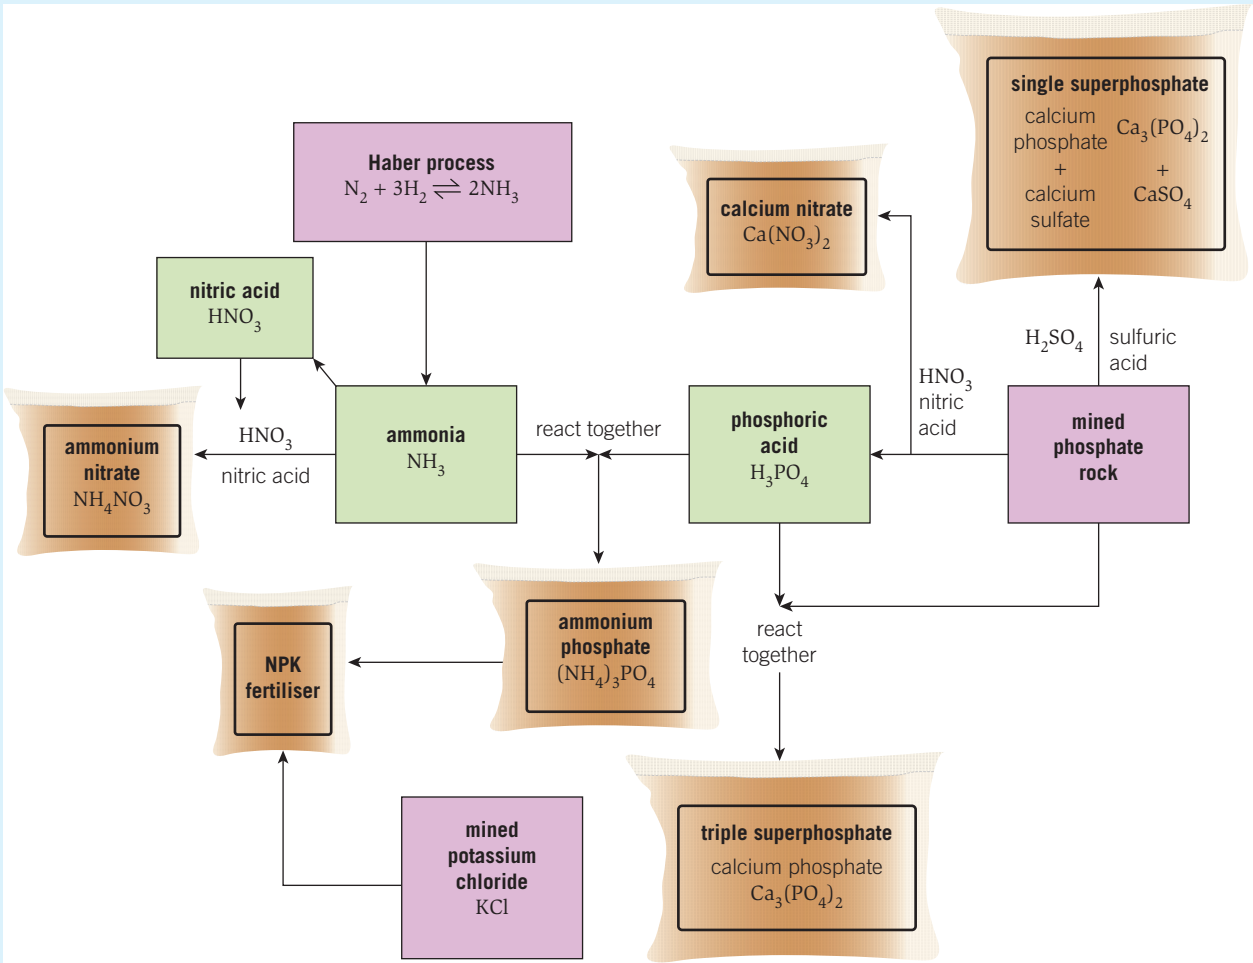 single superphosphate
calcium
phosphate
+
calcium
sulfate
Ca₃(PO₄)₂
+
CaSO₄
Haber process
N₂ + 3H₂ ⇌ 2NH₃
calcium nitrate
Ca(NO₃)₂
nitric acid
HNO₃
H₂SO₄ sulfuric
acid
HNO₃
nitric
acid
ammonium
nitrate
NH₄NO₃
HNO₃
nitric acid
ammonia
NH₃
react together
phosphoric
acid
H₃PO₄
mined
phosphate
rock
ammonium
phosphate
(NH₄)₃PO₄
react
together
NPK
fertiliser
mined
potassium
chloride
KCl
triple superphosphate
calcium phosphate
Ca₃(PO₄)₂